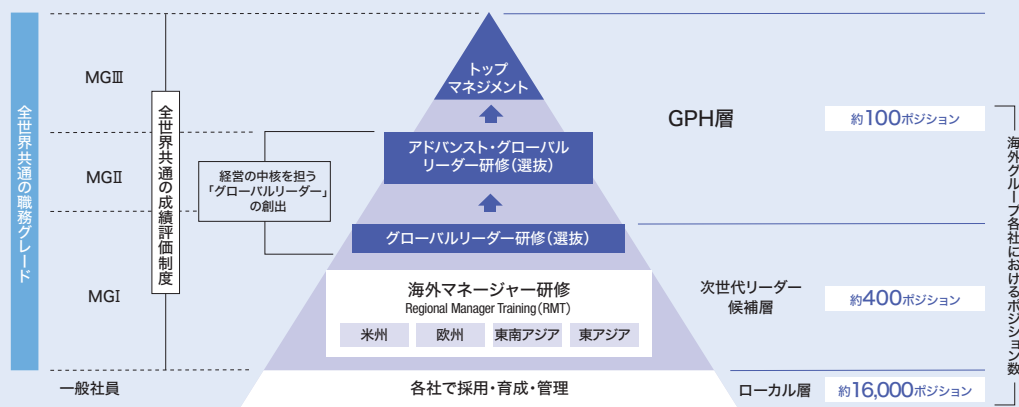 全世界共通の職務グレード
MGⅢ
MGⅡ
MGⅠ
一般社員
全世界共通の成績評価制度
経営の中核を担う
「グローバルリーダー」
の創出
トップ
マネジメント
アドバンスト・グローバル
リーダー研修(選抜)
グローバルリーダー研修(選抜)
海外マネージャー研修
Regional Manager Training(RMT)
米州 欧州 東南アジア 東アジア
各社で採用・育成・管理
GPH層 約100ポジション
次世代リーダー
候補層
約400ポジション
ローカル層 約16,000ポジション
海外グループ各社におけるポジション数